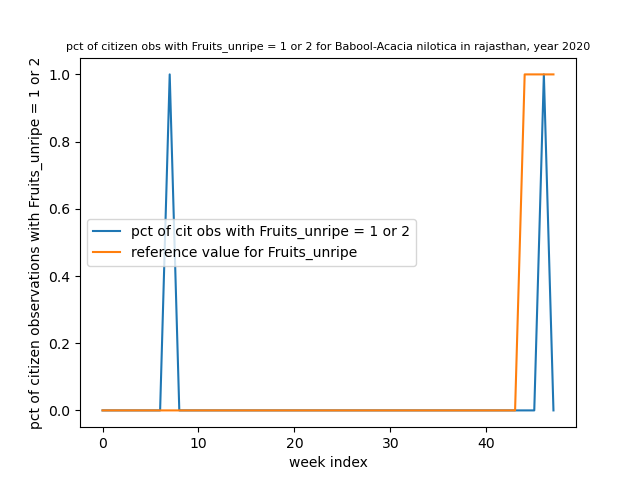 pct of citizen obs with Fruits_unripe = 1 or 2 for Babool-Acacia nilotica in rajasthan, year 2020
pct of citizen observations with Fruits_unripe = 1 or 2
1.0
0.8
0.6
0.4
0.2
0.0
pct of cit obs with Fruits_unripe = 1 or 2
reference value for Fruits_unripe
0 10 20 30 40
week index